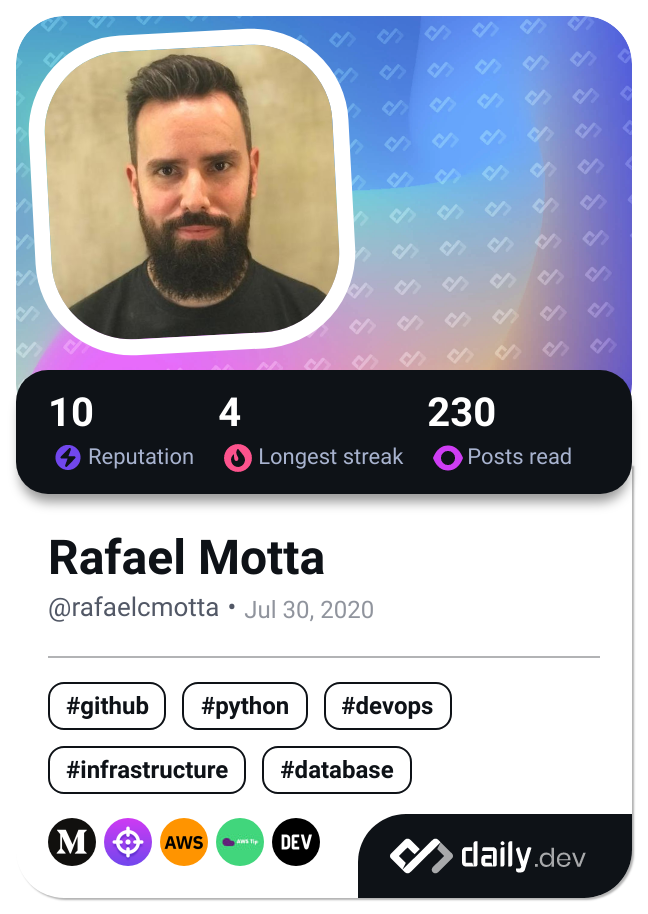 10 4 230
Reputation Longest streak Posts read
Rafael Motta
@rafaelcmotta • Jul 30, 2020
#github #python #devops
#infrastructure #database
M AWS AWS Tip DEV
daily.dev